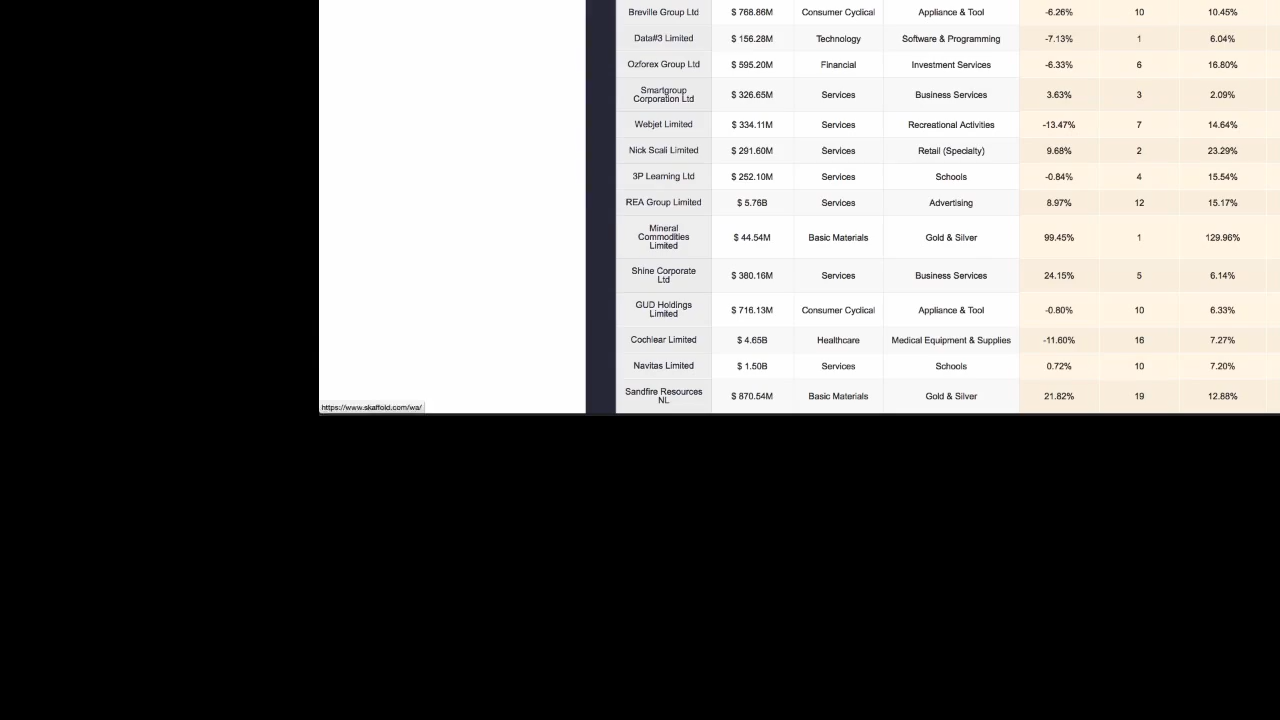 Breville Group Ltd $ 768.86M Consumer Cyclical Appliance & Tool -6.26% 10 10.45%
Data#3 Limited $ 156.28M Technology Software & Programming -7.13% 1 6.04%
Ozforex Group Ltd $ 595.20M Financial Investment Services -6.33% 6 16.80%
Smartgroup
Corporation Ltd $ 326.65M Services Business Services 3.63% 3 2.09%
Webjet Limited $ 334.11M Services Recreational Activities -13.47% 7 14.64%
Nick Scali Limited $ 291.60M Services Retail (Specialty) 9.68% 2 23.29%
3P Learning Ltd $ 252.10M Services Schools -0.84% 4 15.54%
REA Group Limited $ 5.76B Services Advertising 8.97% 12 15.17%
Mineral
Commodities $ 44.54M Basic Materials Gold & Silver 99.45% 1 129.96%
Limited
Shine Corporate
Ltd $ 380.16M Services Business Services 24.15% 5 6.14%
GUD Holdings
Limited $ 716.13M Consumer Cyclical Appliance & Tool -0.80% 10 6.33%
Cochlear Limited $ 4.65B Healthcare Medical Equipment & Supplies -11.60% 16 7.27%
Navitas Limited $ 1.50B Services Schools 0.72% 10 7.20%
Sandfire Resources
NL $ 870.54M Basic Materials Gold & Silver 21.82% 19 12.88%
https://www.skaffold.com/wa/